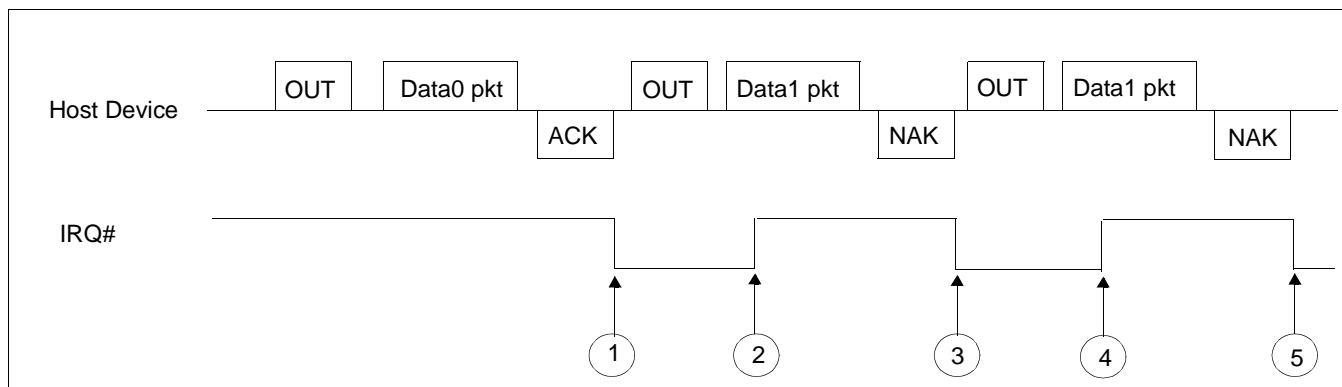 OUT Data0 pkt OUT Data1 pkt OUT Data1 pkt
Host Device
ACK NAK NAK
IRQ#
1 2 3 4 5